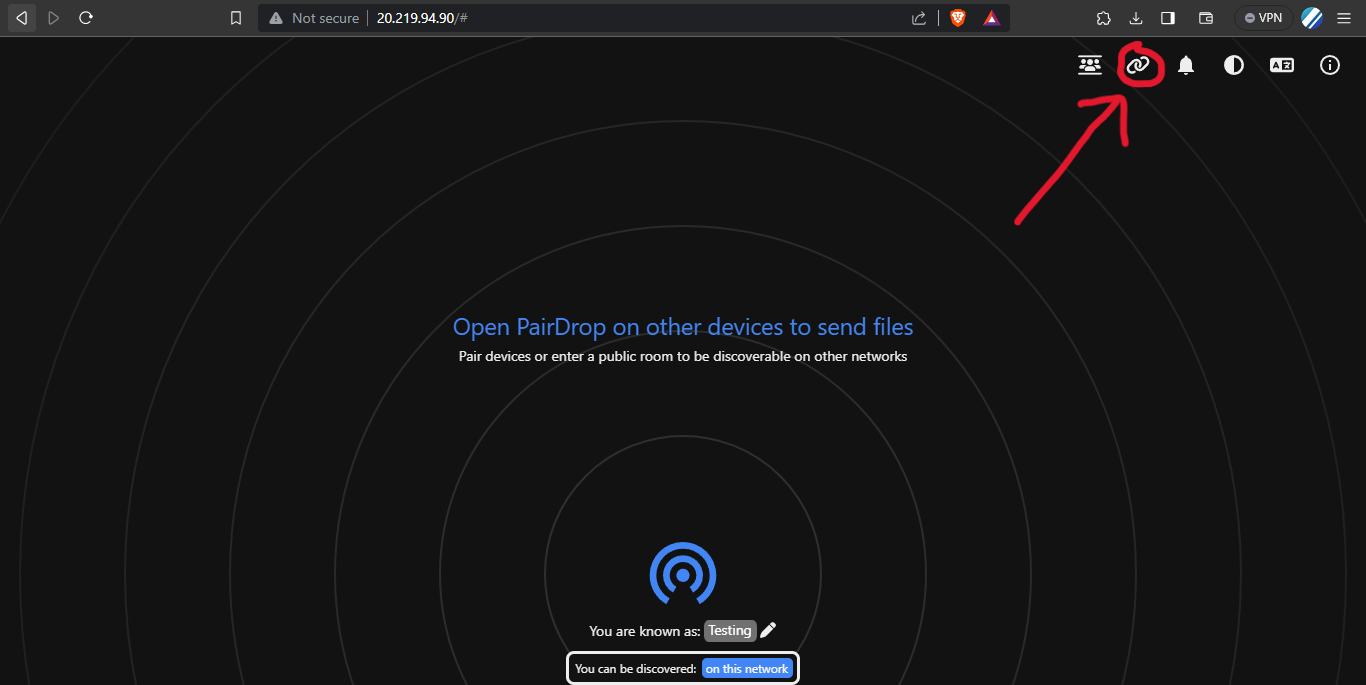 Not secure 20.219.94.90/#
VPN
Open PairDrop on other devices to send files
Pair devices or enter a public room to be discoverable on other networks
You are known as: Testing
You can be discovered: on this network